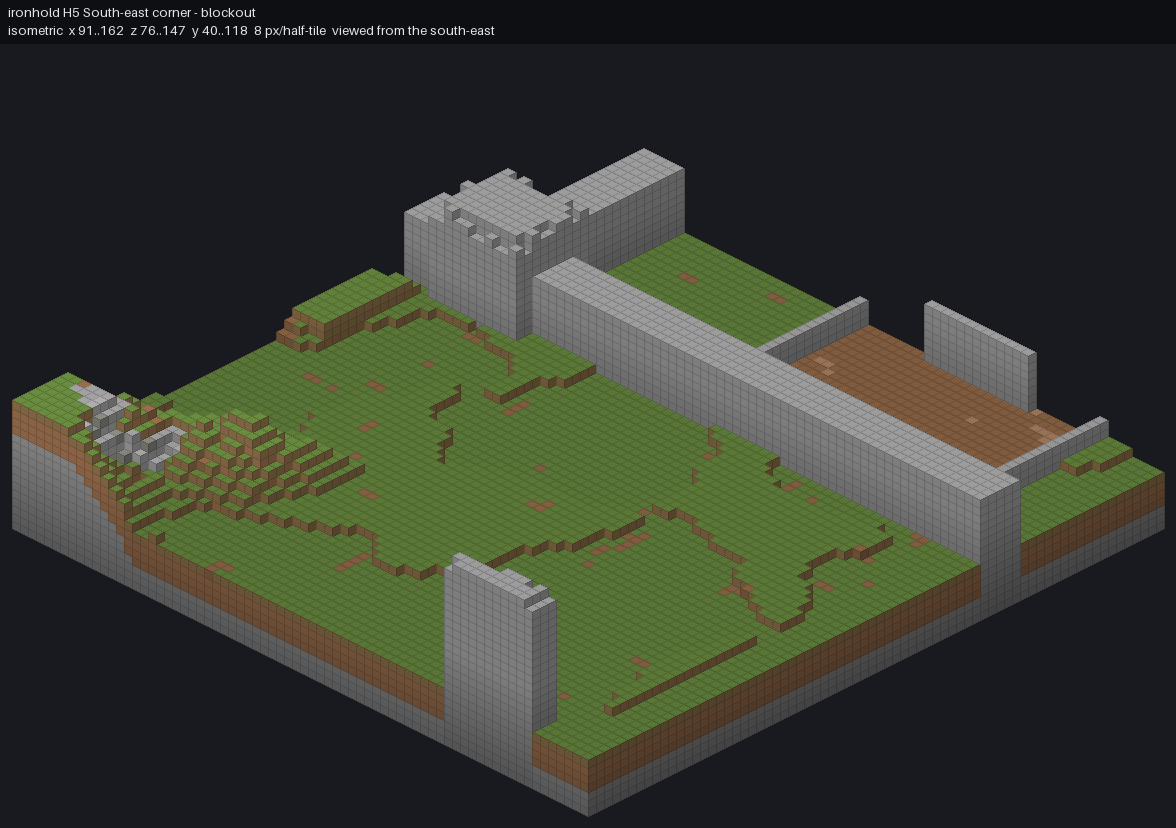 ironhold H5 South-east corner - blockout
isometric x 91..162 z 76..147 y 40..118 8 px/half-tile viewed from the south-east